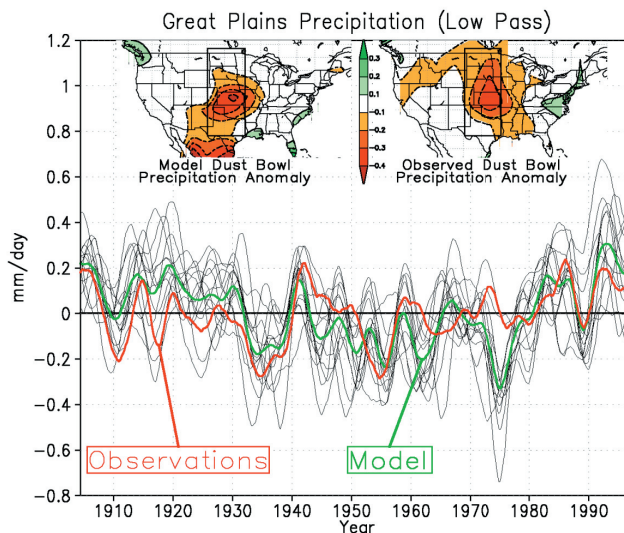 Great Plains Precipitation (Low Pass)
1.2
1
0.8
0.6
0.4
0.2
0
−0.2
−0.4
−0.6
−0.8
mm/day
0.3
0.2
0.1
−0.1
−0.2
−0.3
−0.4
Model Dust Bowl
Precipitation Anomaly
Observed Dust Bowl
Precipitation Anomaly
Observations
Model
1910 1920 1930 1940 1950 1960 1970 1980 1990
Year